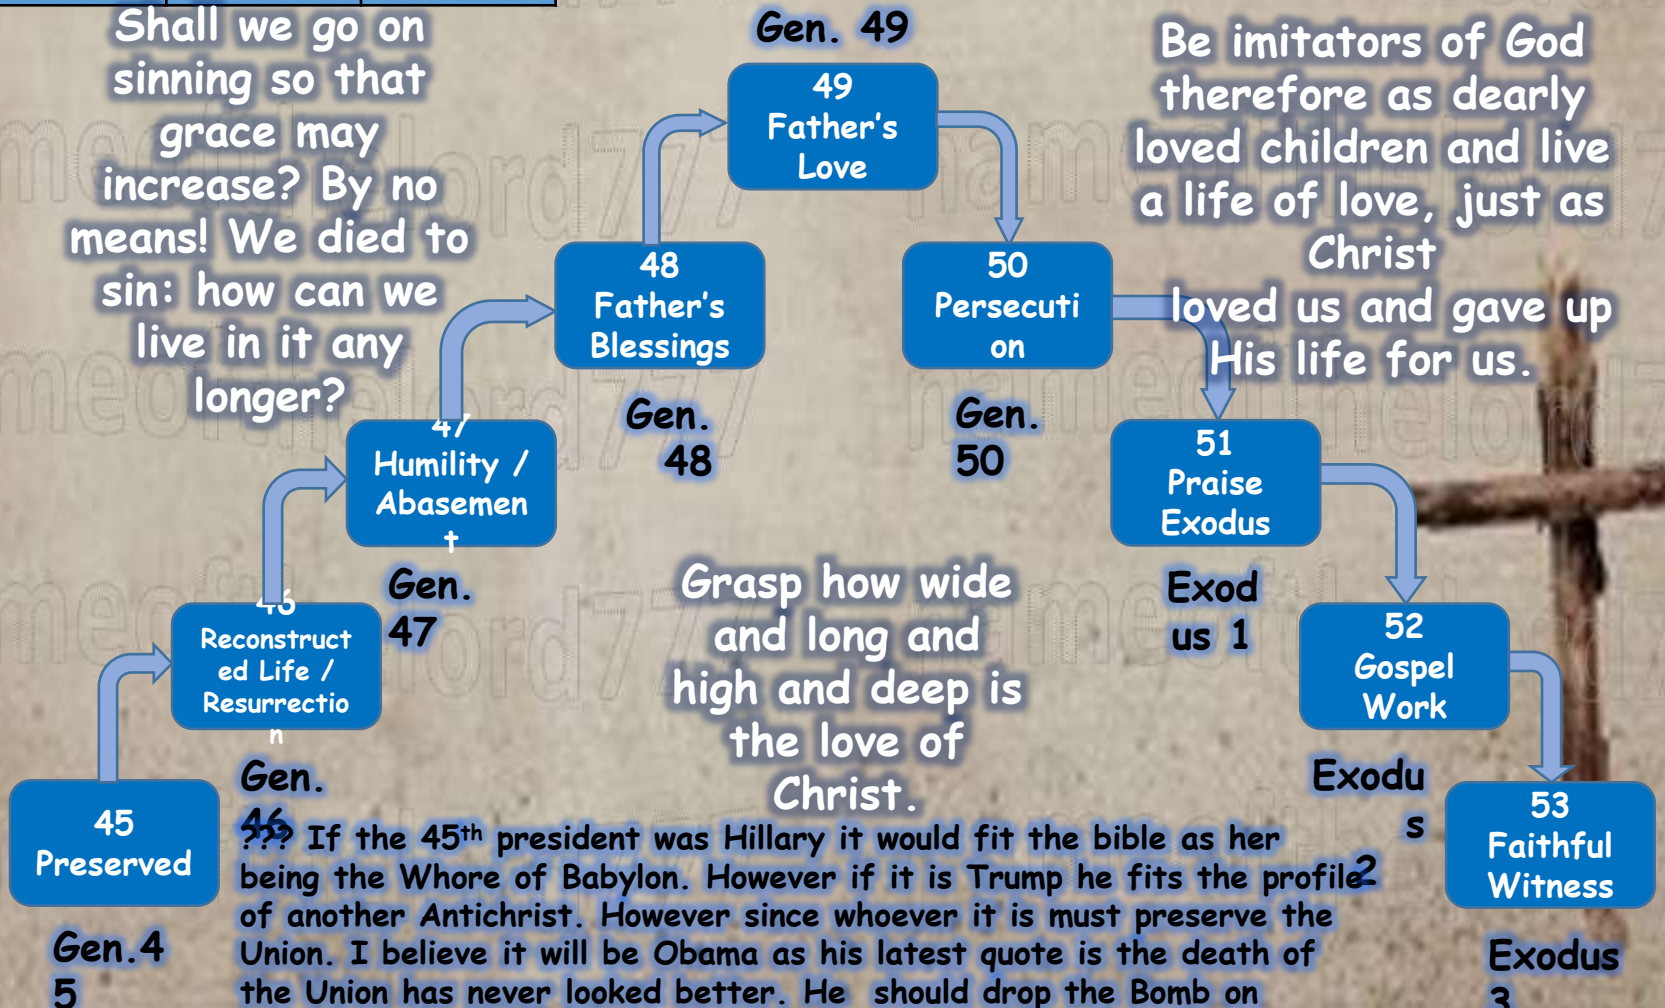 Shall we go on
sinning so that
grace may
increase? By no
means! We died to
sin: how can we
live in it any
longer?
Gen. 49
49
Father's
Love
Be imitators of God
therefore as dearly
loved children and live
a life of love, just as
Christ
loved us and gave up
His life for us.
48
Father's
Blessings
Gen.
48
50
Persecuti
on
Gen.
50
47
Humility /
Abasemen
t
Gen.
47
51
Praise
Exodus
Exod
us 1
46
Reconstruct
ed Life /
Resurrectio
n
Gen.
46
Grasp how wide
and long and
high and deep is
the love of
Christ.
52
Gospel
Work
Exodu
s
2
45
Preserved
Gen.4
5
53
Faithful
Witness
Exodus
3
??? If the 45th president was Hillary it would fit the bible as her
being the Whore of Babylon. However if it is Trump he fits the profile
of another Antichrist. However since whoever it is must preserve the
Union. I believe it will be Obama as his latest quote is the death of
the Union has never looked better. He should drop the Bomb on
nameofthelord777